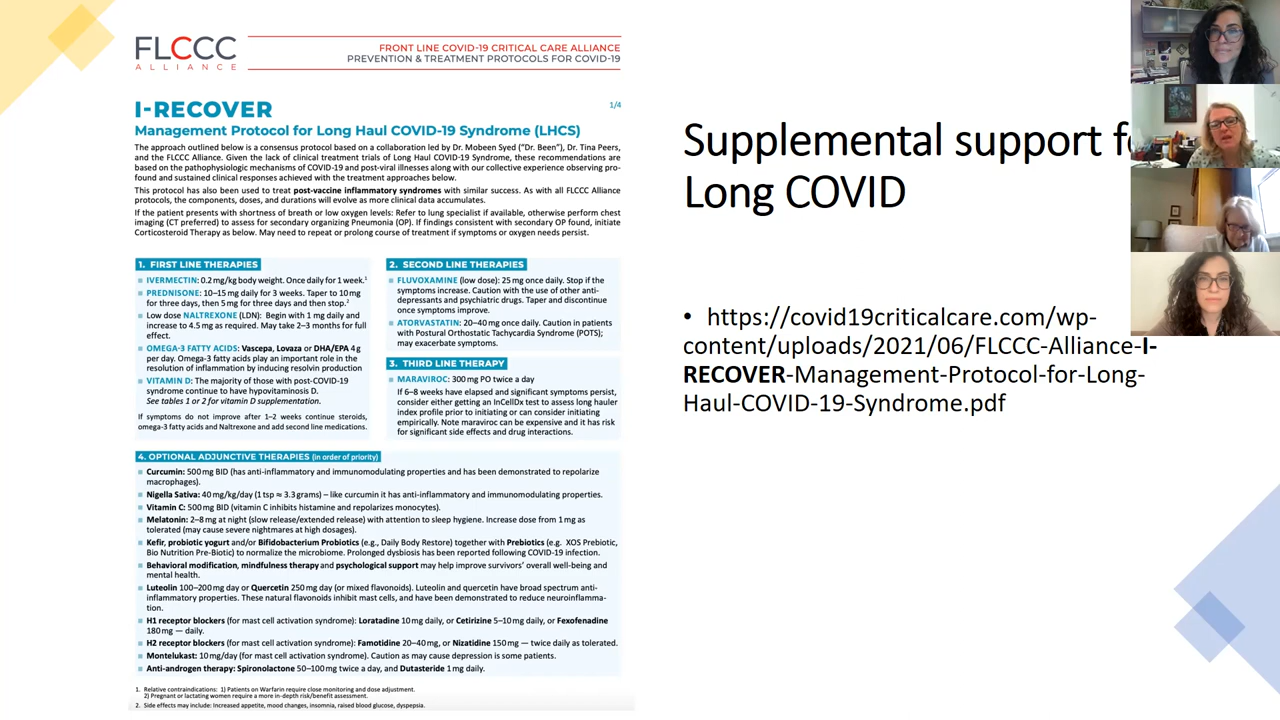 FLCCC
ALLIANCE
FRONT LINE COVID-19 CRITICAL CARE ALLIANCE
PREVENTION & TREATMENT PROTOCOLS FOR COVID-19
I-RECOVER
1/4
Management Protocol for Long Haul COVID-19 Syndrome (LHCS)
The approach outlined below is a consensus protocol based on a collaboration led by Dr. Mobeen Syed ("Dr. Been"), Dr. Tina Peers,
and the FLCCC Alliance. Given the lack of clinical treatment trials of Long Haul COVID-19 Syndrome, these recommendations are
based on the pathophysiologic mechanisms of COVID-19 and post-viral illnesses along with our collective experience observing pro-
found and sustained clinical responses achieved with the treatment approaches below.
This protocol has also been used to treat post-vaccine inflammatory syndromes with similar success. As with all FLCCC Alliance
protocols, the components, doses, and durations will evolve as more clinical data accumulates.
If the patient presents with shortness of breath or low oxygen levels: Refer to lung specialist if available, otherwise perform chest
imaging (CT preferred) to assess for secondary organizing Pneumonia (OP). If findings consistent with secondary OP found, initiate
Corticosteroid Therapy as below. May need to repeat or prolong course of treatment if symptoms or oxygen needs persist.
1. FIRST LINE THERAPIES
IVERMECTIN: 0.2 mg/kg body weight. Once daily for 1 week.1
PREDNISONE: 10–15 mg daily for 3 weeks. Taper to 10 mg
for three days, then 5 mg for three days and then stop.2
Low dose NALTREXONE (LDN): Begin with 1 mg daily and
increase to 4.5 mg as required. May take 2–3 months for full
effect.
OMEGA-3 FATTY ACIDS: Vascepa, Lovaza or DHA/EPA 4 g
per day. Omega-3 fatty acids play an important role in the
resolution of inflammation by inducing resolvin production
VITAMIN D: The majority of those with post-COVID-19
syndrome continue to have hypovitaminosis D.
See tables 1 or 2 for vitamin D supplementation.
If symptoms do not improve after 1–2 weeks continue steroids,
omega-3 fatty acids and Naltrexone and add second line medications.
2. SECOND LINE THERAPIES
FLUVOXAMINE (low dose): 25 mg once daily. Stop if the
symptoms increase. Caution with the use of other anti-
depressants and psychiatric drugs. Taper and discontinue
once symptoms improve.
ATORVASTATIN: 20–40 mg once daily. Caution in patients
with Postural Orthostatic Tachycardia Syndrome (POTS);
may exacerbate symptoms.
3. THIRD LINE THERAPY
MARAVIROC: 300 mg PO twice a day
If 6–8 weeks have elapsed and significant symptoms persist,
consider either getting an InCellDx test to assess long hauler
index profile prior to initiating or can consider initiating
empirically. Note maraviroc can be expensive and it has risk
for significant side effects and drug interactions.
4. OPTIONAL ADJUNCTIVE THERAPIES (in order of priority)
Curcumin: 500 mg BID (has anti-inflammatory and immunomodulating properties and has been demonstrated to repolarize
macrophages).
Nigella Sativa: 40 mg/kg/day (1 tsp ≈ 3.3 grams) – like curcumin it has anti-inflammatory and immunomodulating properties.
Vitamin C: 500 mg BID (vitamin C inhibits histamine and repolarizes monocytes).
Melatonin: 2–8 mg at night (slow release/extended release) with attention to sleep hygiene. Increase dose from 1 mg as
tolerated (may cause severe nightmares at high dosages).
Kefir, probiotic yogurt and/or Bifidobacterium Probiotics (e.g., Daily Body Restore) together with Prebiotics (e.g. XOS Prebiotic,
Bio Nutrition Pre-Biotic) to normalize the microbiome. Prolonged dysbiosis has been reported following COVID-19 infection.
Behavioral modification, mindfulness therapy and psychological support may help improve survivors' overall well-being and
mental health.
Luteolin 100–200 mg day or Quercetin 250 mg day (or mixed flavonoids). Luteolin and quercetin have broad spectrum anti-
inflammatory properties. These natural flavonoids inhibit mast cells, and have been demonstrated to reduce neuroinflamma-
tion.
H1 receptor blockers (for mast cell activation syndrome): Loratadine 10 mg daily, or Cetirizine 5–10 mg daily, or Fexofenadine
180 mg — daily.
H2 receptor blockers (for mast cell activation syndrome): Famotidine 20–40 mg, or Nizatidine 150 mg — twice daily as tolerated.
Montelukast: 10 mg/day (for mast cell activation syndrome). Caution as may cause depression is some patients.
Anti-androgen therapy: Spironolactone 50–100 mg twice a day, and Dutasteride 1 mg daily.
1. Relative contraindications: 1) Patients on Warfarin require close monitoring and dose adjustment.
2) Pregnant or lactating women require a more in-depth risk/benefit assessment.
2. Side effects may include: Increased appetite, mood changes, insomnia, raised blood glucose, dyspepsia.
Supplemental support f
Long COVID
• https://covid19criticalcare.com/wp-
content/uploads/2021/06/FLCCC-Alliance-I-
RECOVER-Management-Protocol-for-Long-
Haul-COVID-19-Syndrome.pdf